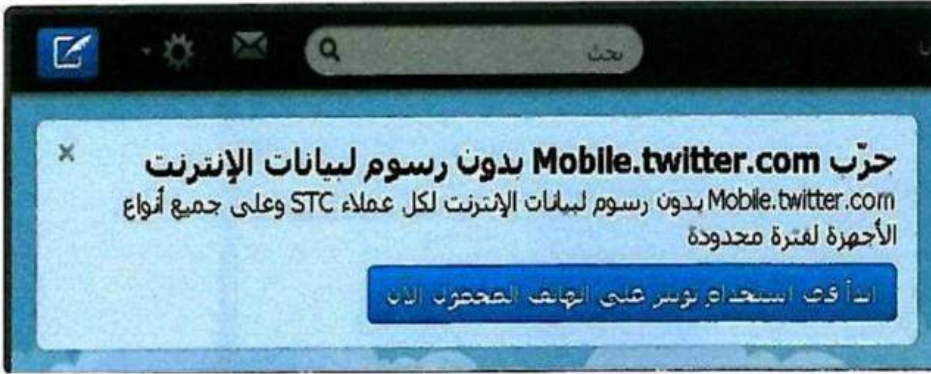 بحث
جرّب Mobile.twitter.com بدون رسوم لبيانات الإنترنت
Mobile.twitter.com بدون رسوم لبيانات الإنترنت لكل عملاء STC وعلى جميع أنواع
الأجهزة لفترة محدودة
ابدأ في استخدام تويتر على الهاتف المحمول الآن